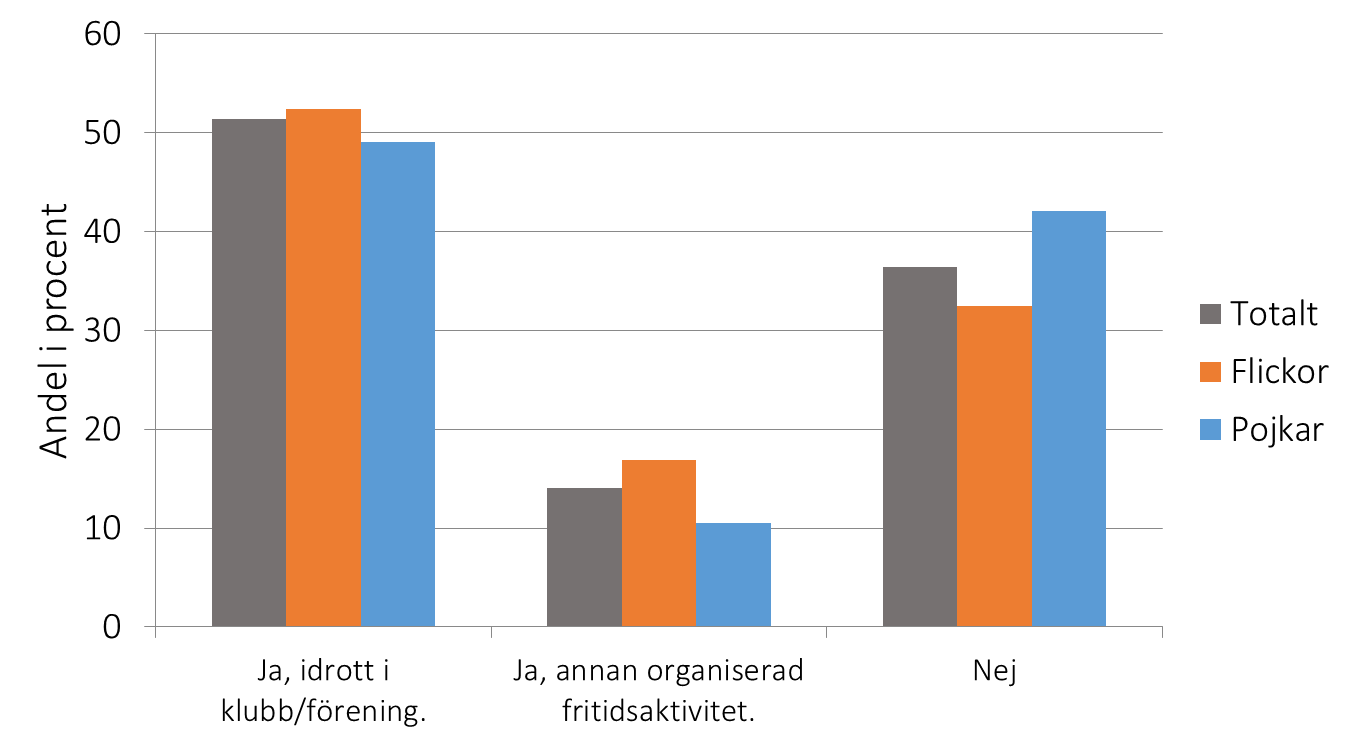 60
50
40
30
20
10
0
Andel i procent
Ja, idrott i
klubb/förening.
Ja, annan organiserad
fritidsaktivitet.
Nej
Totalt
Flickor
Pojkar